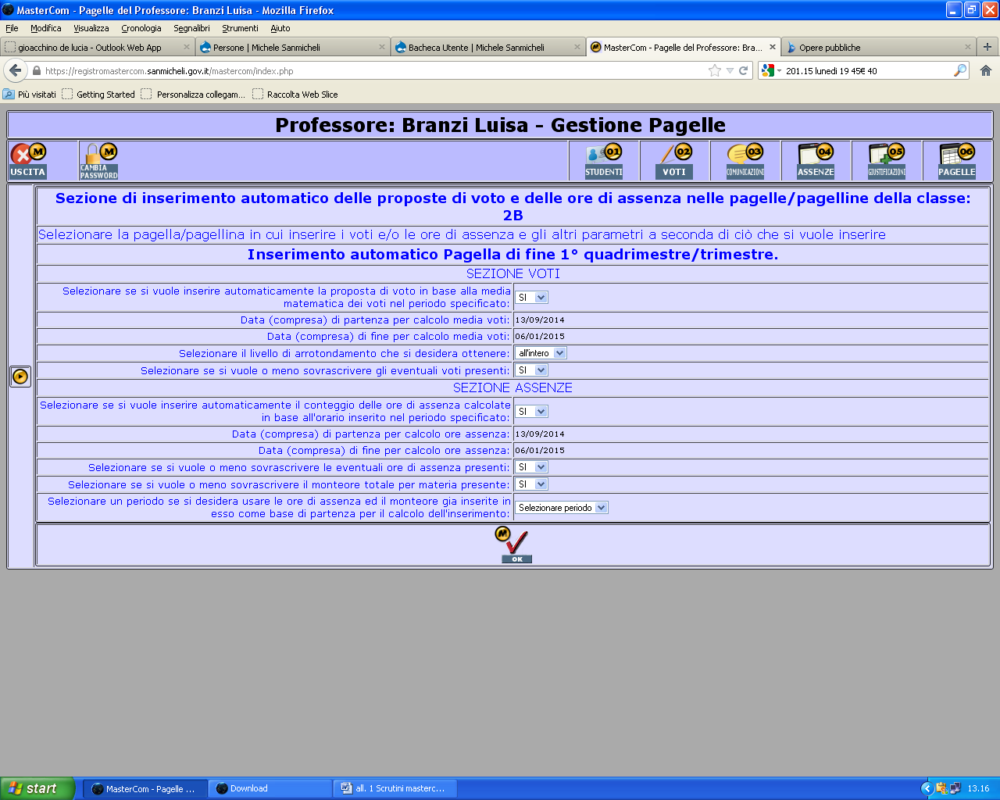 MasterCom - Pagelle del Professore: Branzi Luisa - Mozilla Firefox
File Modifica Visualizza Cronologia Segnalibri Strumenti Aiuto
gioacchino de lucia - Outlook Web App
Persone | Michele Sanmicheli
Bacheca Utente | Michele Sanmicheli
MasterCom - Pagelle del Professore: Bra...
Opere pubbliche
https://registromastercom.sanmicheli.gov.it/mastercom/index.php
201.15 lunedi 19 45€ 40
Più visitati Getting Started Personalizza collegam... Raccolta Web Slice
Professore: Branzi Luisa - Gestione Pagelle
M USCITA
M CAMBIA PASSWORD
01 STUDENTI
02 VOTI
03 COMUNICAZIONI
04 ASSENZE
05 GIUSTIFICAZIONI
06 PAGELLE
Sezione di inserimento automatico delle proposte di voto e delle ore di assenza nelle pagelle/pagelline della classe:
2B
Selezionare la pagella/pagellina in cui inserire i voti e/o le ore di assenza e gli altri parametri a seconda di ciò che si vuole inserire
Inserimento automatico Pagella di fine 1° quadrimestre/trimestre.
SEZIONE VOTI
Selezionare se si vuole inserire automaticamente la proposta di voto in base alla media
matematica dei voti nel periodo specificato: SI
Data (compresa) di partenza per calcolo media voti: 13/09/2014
Data (compresa) di fine per calcolo media voti: 06/01/2015
Selezionare il livello di arrotondamento che si desidera ottenere: all'intero
Selezionare se si vuole o meno sovrascrivere gli eventuali voti presenti: SI
SEZIONE ASSENZE
Selezionare se si vuole inserire automaticamente il conteggio delle ore di assenza calcolate
in base all'orario inserito nel periodo specificato: SI
Data (compresa) di partenza per calcolo ore assenza: 13/09/2014
Data (compresa) di fine per calcolo ore assenza: 06/01/2015
Selezionare se si vuole o meno sovrascrivere le eventuali ore di assenza presenti: SI
Selezionare se si vuole o meno sovrascrivere il monteore totale per materia presente: SI
Selezionare un periodo se si desidera usare le ore di assenza ed il monteore gia inserite in
esso come base di partenza per il calcolo dell'inserimento: Selezionare periodo
M OK
start
MasterCom - Pagelle ...
Download
all. 1 Scrutini masterc...
13.16